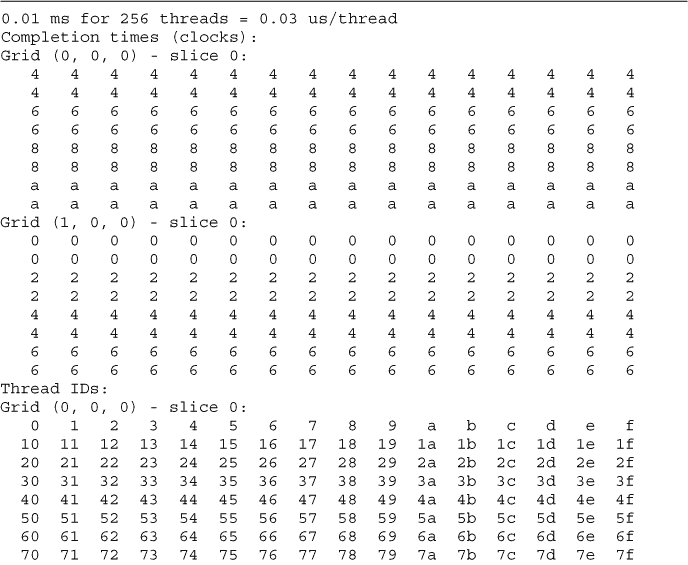 0.01 ms for 256 threads = 0.03 us/thread
Completion times (clocks):
Grid (0, 0, 0) - slice 0:
4 4 4 4 4 4 4 4 4 4 4 4 4 4 4 4
4 4 4 4 4 4 4 4 4 4 4 4 4 4 4 4
6 6 6 6 6 6 6 6 6 6 6 6 6 6 6 6
6 6 6 6 6 6 6 6 6 6 6 6 6 6 6 6
8 8 8 8 8 8 8 8 8 8 8 8 8 8 8 8
8 8 8 8 8 8 8 8 8 8 8 8 8 8 8 8
a a a a a a a a a a a a a a a a
a a a a a a a a a a a a a a a a
Grid (1, 0, 0) - slice 0:
0 0 0 0 0 0 0 0 0 0 0 0 0 0 0 0
0 0 0 0 0 0 0 0 0 0 0 0 0 0 0 0
2 2 2 2 2 2 2 2 2 2 2 2 2 2 2 2
2 2 2 2 2 2 2 2 2 2 2 2 2 2 2 2
4 4 4 4 4 4 4 4 4 4 4 4 4 4 4 4
4 4 4 4 4 4 4 4 4 4 4 4 4 4 4 4
6 6 6 6 6 6 6 6 6 6 6 6 6 6 6 6
6 6 6 6 6 6 6 6 6 6 6 6 6 6 6 6
Thread IDs:
Grid (0, 0, 0) - slice 0:
0 1 2 3 4 5 6 7 8 9 a b c d e f
10 11 12 13 14 15 16 17 18 19 1a 1b 1c 1d 1e 1f
20 21 22 23 24 25 26 27 28 29 2a 2b 2c 2d 2e 2f
30 31 32 33 34 35 36 37 38 39 3a 3b 3c 3d 3e 3f
40 41 42 43 44 45 46 47 48 49 4a 4b 4c 4d 4e 4f
50 51 52 53 54 55 56 57 58 59 5a 5b 5c 5d 5e 5f
60 61 62 63 64 65 66 67 68 69 6a 6b 6c 6d 6e 6f
70 71 72 73 74 75 76 77 78 79 7a 7b 7c 7d 7e 7f